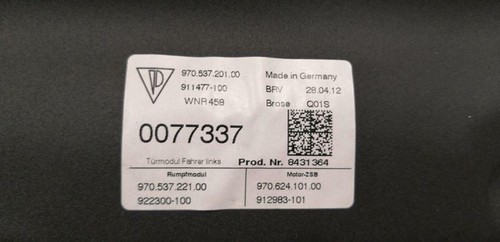 970.537.201.00 Made in Germany
911477-100 BRV 28.04.12
WNR 459 Brose Q01S
0077337
Türmodul Fahrer links Prod. Nr. 8431364
Rumpfmodul Motor-ZSB
970.537.221.00 970.624.101.00
922300-100 912983-101